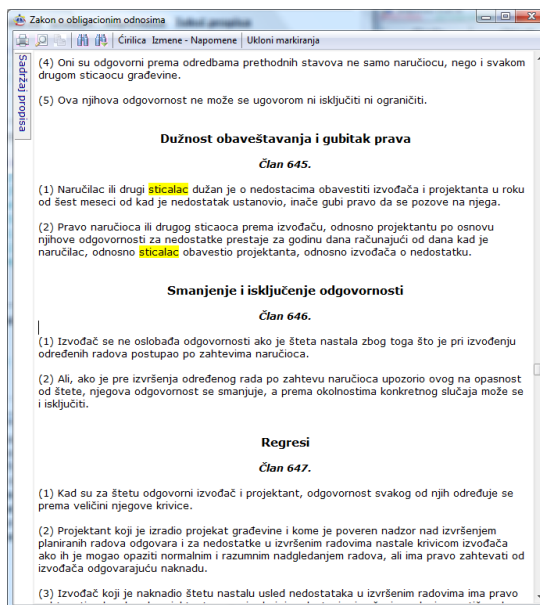 Zakon o obligacionim odnosima
Ćirilica Izmene - Napomene Ukloni markiranja
Sadržaj propisa
(4) Oni su odgovorni prema odredbama prethodnih stavova ne samo naručiocu, nego i svakom
drugom sticaocu građevine.
(5) Ova njihova odgovornost ne može se ugovorom ni isključiti ni ograničiti.
Dužnost obaveštavanja i gubitak prava
Član 645.
(1) Naručilac ili drugi sticalac dužan je o nedostacima obavestiti izvođača i projektanta u roku
od šest meseci od kad je nedostatak ustanovio, inače gubi pravo da se pozove na njega.
(2) Pravo naručioca ili drugog sticaoca prema izvođaču, odnosno projektantu po osnovu
njihove odgovornosti za nedostatke prestaje za godinu dana računajući od dana kad je
naručilac, odnosno sticalac obavestio projektanta, odnosno izvođača o nedostatku.
Smanjenje i isključenje odgovornosti
Član 646.
(1) Izvođač se ne oslobađa odgovornosti ako je šteta nastala zbog toga što je pri izvođenju
određenih radova postupao po zahtevima naručioca.
(2) Ali, ako je pre izvršenja određenog rada po zahtevu naručioca upozorio ovog na opasnost
od štete, njegova odgovornost se smanjuje, a prema okolnostima konkretnog slučaja može se
i isključiti.
Regresi
Član 647.
(1) Kad su za štetu odgovorni izvođač i projektant, odgovornost svakog od njih određuje se
prema veličini njegove krivice.
(2) Projektant koji je izradio projekat građevine i kome je poveren nadzor nad izvršenjem
planiranih radova odgovara i za nedostatke u izvršenim radovima nastale krivicom izvođača
ako ih je mogao opaziti normalnim i razumnim nadgledanjem radova, ali ima pravo zahtevati od
izvođača odgovarajuću naknadu.
(3) Izvođač koji je naknadio štetu nastalu usled nedostataka u izvršenim radovima ima pravo